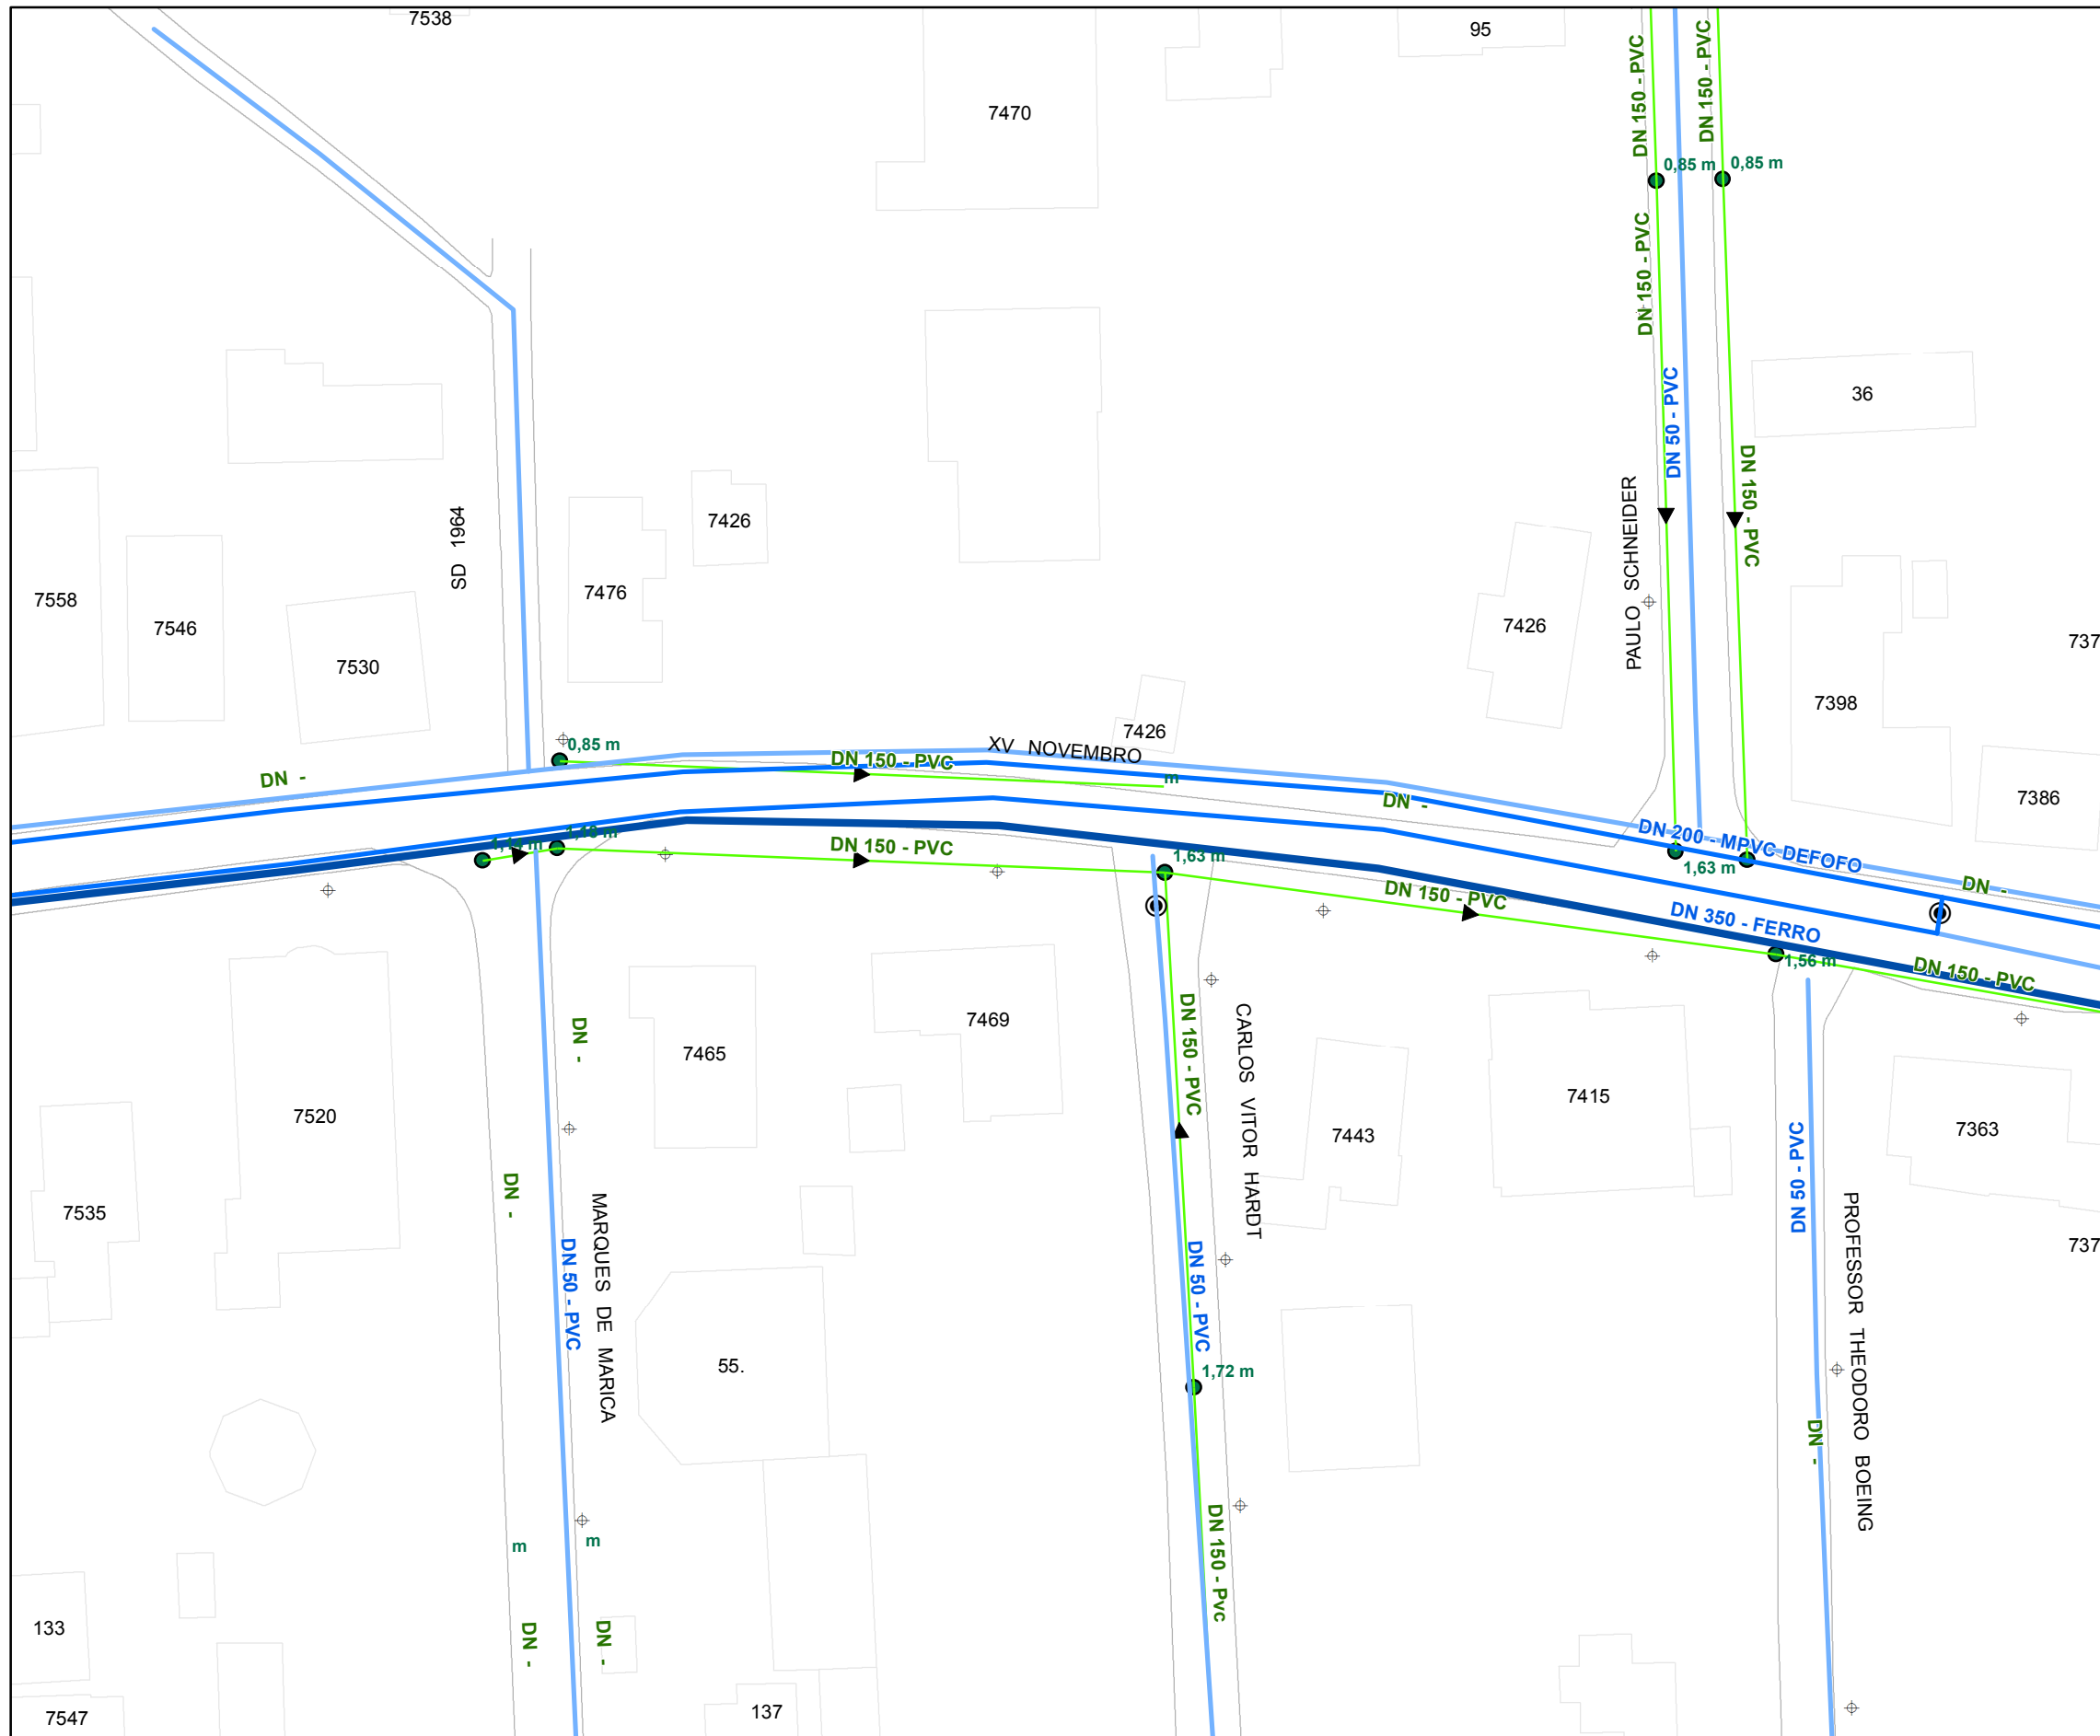 7538
95
7470
DN 150 - PVC
DN 150 - PVC
0,85 m
0,85 m
DN 150 - PVC
36
DN 50 - PVC
DN 150 - PVC
SD 1964
7426
7476
7558
7546
7530
PAULO SCHNEIDER
7426
7398
737
7426
XV NOVEMBRO
0,85 m
DN 150 - PVC
m
DN -
DN -
7386
DN 200 - MPVC DEFOFO
1,18 m
DN 150 - PVC
1,63 m
1,63 m
DN 150 - PVC
DN -
DN 350 - FERRO
1,56 m
DN 150 - PVC
DN -
7465
7469
DN 150 - PVC
CARLOS VITOR HARDT
7520
7443
7415
7363
DN 50 - PVC
DN -
7535
MARQUES DE MARICA
DN 50 - PVC
DN 50 - PVC
PROFESSOR THEODORO BOEING
737
55.
1,72 m
DN -
m
m
DN 150 - Pvc
133
DN -
DN -
7547
137